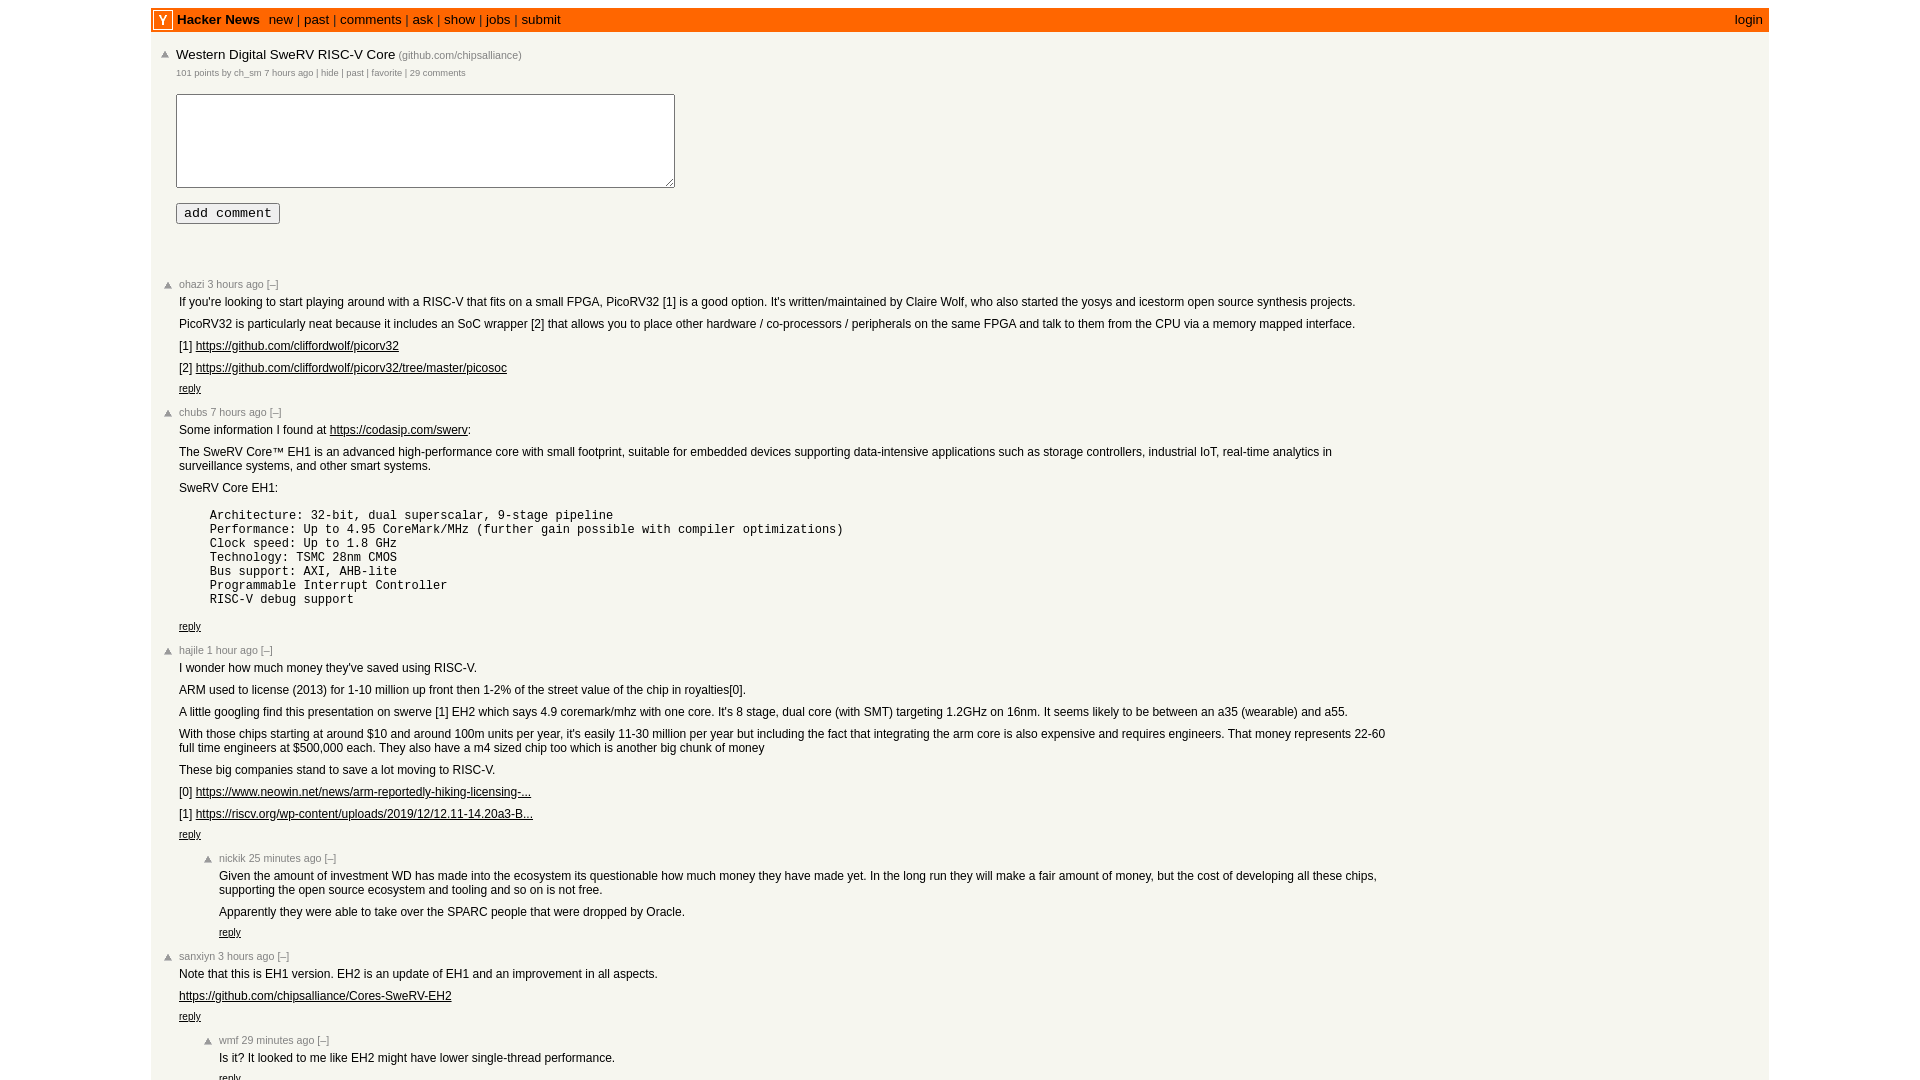 Y Hacker News new | past | comments | ask | show | jobs | submit login
Western Digital SweRV RISC-V Core (github.com/chipsalliance)
101 points by ch_sm 7 hours ago | hide | past | favorite | 29 comments
add comment
ohazi 3 hours ago [–]
If you're looking to start playing around with a RISC-V that fits on a small FPGA, PicoRV32 [1] is a good option. It's written/maintained by Claire Wolf, who also started the yosys and icestorm open source synthesis projects.
PicoRV32 is particularly neat because it includes an SoC wrapper [2] that allows you to place other hardware / co-processors / peripherals on the same FPGA and talk to them from the CPU via a memory mapped interface.
[1] https://github.com/cliffordwolf/picorv32
[2] https://github.com/cliffordwolf/picorv32/tree/master/picosoc
reply
chubs 7 hours ago [–]
Some information I found at https://codasip.com/swerv:
The SweRV Core™ EH1 is an advanced high-performance core with small footprint, suitable for embedded devices supporting data-intensive applications such as storage controllers, industrial IoT, real-time analytics in
surveillance systems, and other smart systems.
SweRV Core EH1:
Architecture: 32-bit, dual superscalar, 9-stage pipeline
Performance: Up to 4.95 CoreMark/MHz (further gain possible with compiler optimizations)
Clock speed: Up to 1.8 GHz
Technology: TSMC 28nm CMOS
Bus support: AXI, AHB-lite
Programmable Interrupt Controller
RISC-V debug support
reply
hajile 1 hour ago [–]
I wonder how much money they've saved using RISC-V.
ARM used to license (2013) for 1-10 million up front then 1-2% of the street value of the chip in royalties[0].
A little googling find this presentation on swerve [1] EH2 which says 4.9 coremark/mhz with one core. It's 8 stage, dual core (with SMT) targeting 1.2GHz on 16nm. It seems likely to be between an a35 (wearable) and a55.
With those chips starting at around $10 and around 100m units per year, it's easily 11-30 million per year but including the fact that integrating the arm core is also expensive and requires engineers. That money represents 22-60
full time engineers at $500,000 each. They also have a m4 sized chip too which is another big chunk of money
These big companies stand to save a lot moving to RISC-V.
[0] https://www.neowin.net/news/arm-reportedly-hiking-licensing-...
[1] https://riscv.org/wp-content/uploads/2019/12/12.11-14.20a3-B...
reply
nickik 25 minutes ago [–]
Given the amount of investment WD has made into the ecosystem its questionable how much money they have made yet. In the long run they will make a fair amount of money, but the cost of developing all these chips,
supporting the open source ecosystem and tooling and so on is not free.
Apparently they were able to take over the SPARC people that were dropped by Oracle.
reply
sanxiyn 3 hours ago [–]
Note that this is EH1 version. EH2 is an update of EH1 and an improvement in all aspects.
https://github.com/chipsalliance/Cores-SweRV-EH2
reply
wmf 29 minutes ago [–]
Is it? It looked to me like EH2 might have lower single-thread performance.
reply